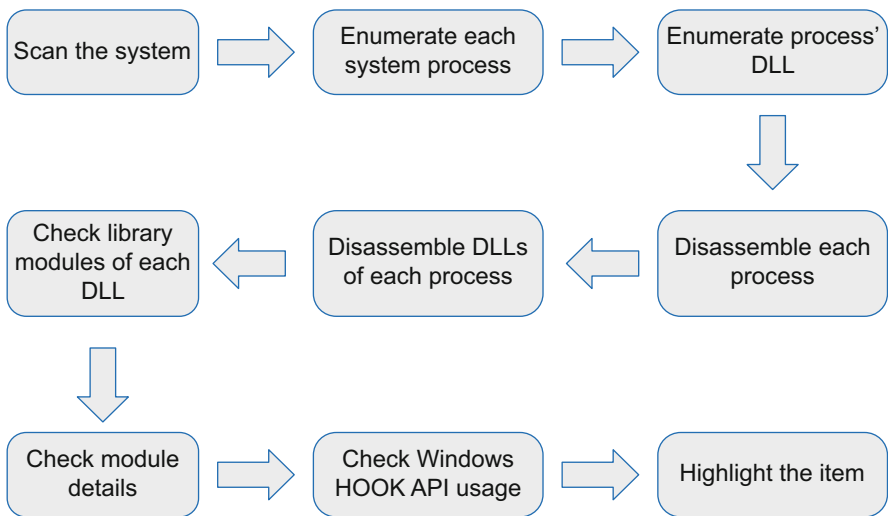 Scan the system
Enumerate each
system process
Enumerate process’
DLL
Disassemble each
process
Disassemble DLLs
of each process
Check library
modules of each
DLL
Check module
details
Check Windows
HOOK API usage
Highlight the item